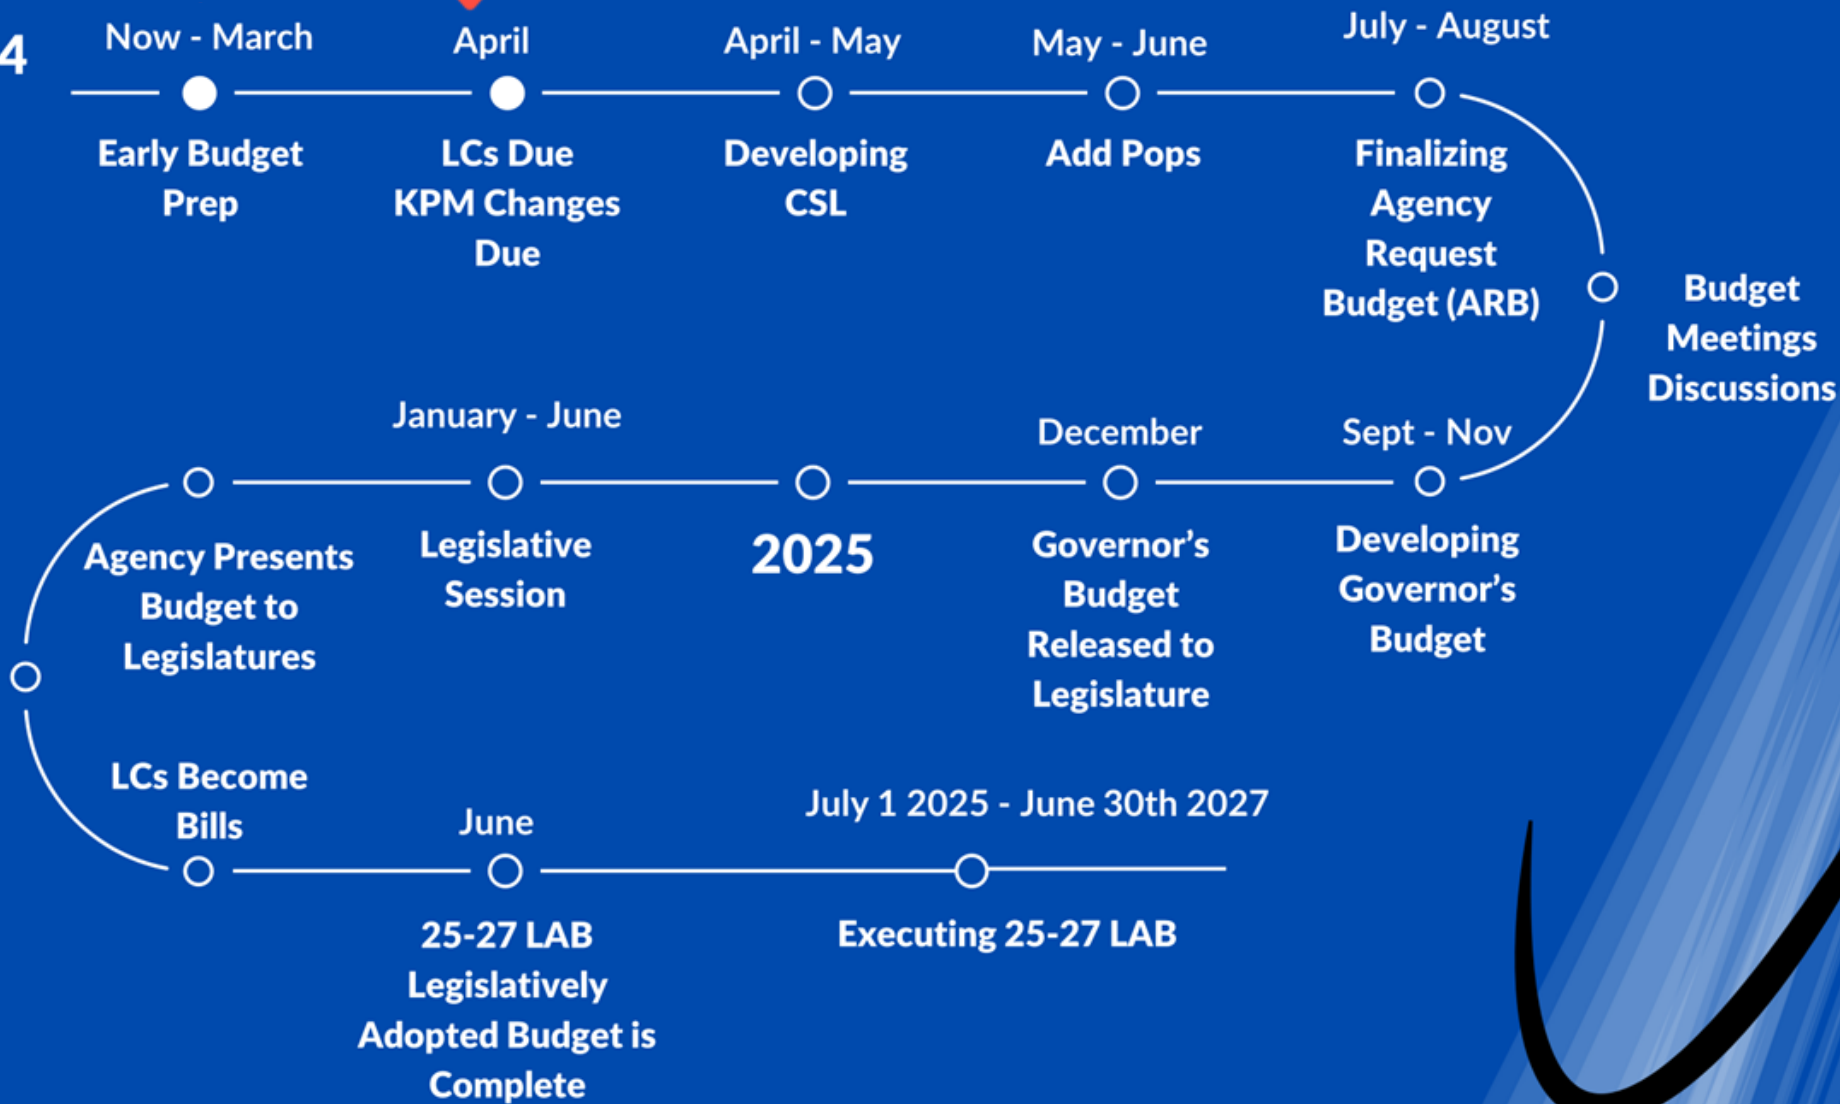 4
Now - March
Early Budget
Prep
April
LCs Due
KPM Changes
Due
April - May
Developing
CSL
May - June
Add Pops
July - August
Finalizing
Agency
Request
Budget (ARB)
Budget
Meetings
Discussions
Sept - Nov
Developing
Governor's
Budget
December
Governor's
Budget
Released to
Legislature
2025
January - June
Legislative
Session
Agency Presents
Budget to
Legislatures
LCs Become
Bills
June
25-27 LAB
Legislatively
Adopted Budget is
Complete
July 1 2025 - June 30th 2027
Executing 25-27 LAB